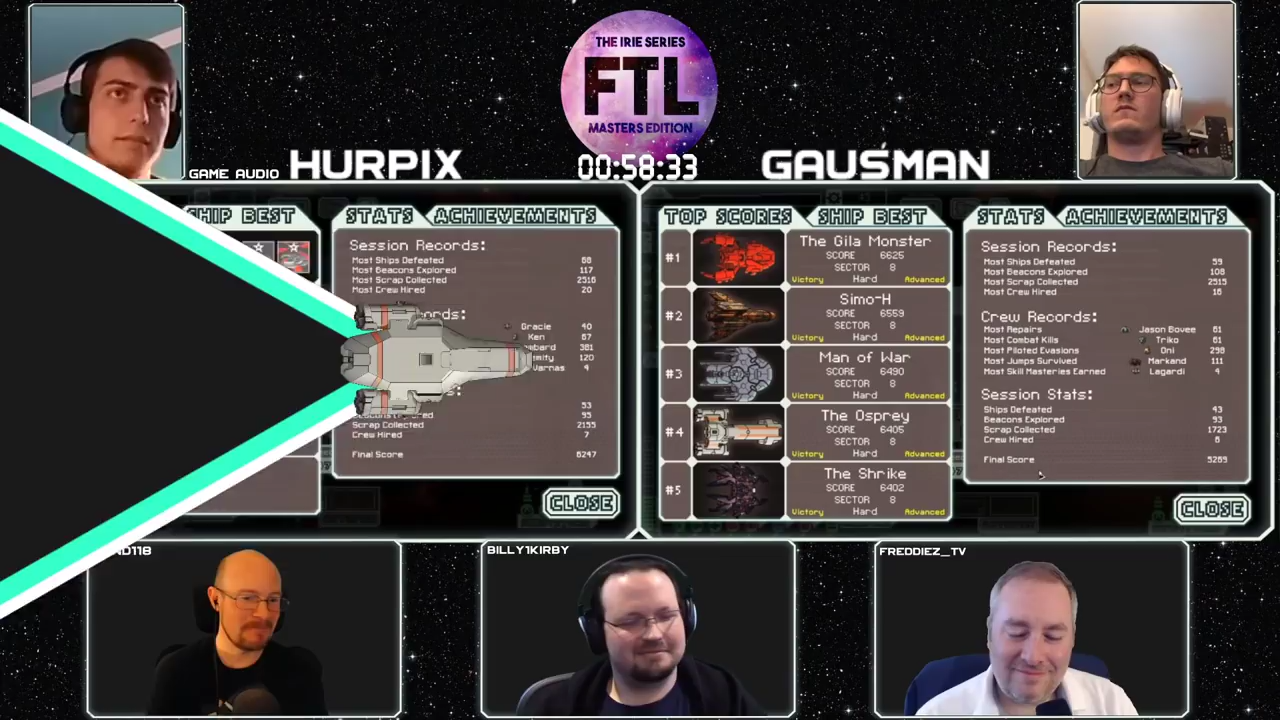 THE IRIE SERIES
FTL
MASTERS EDITION
GAME AUDIO
HURPIX
00:58:33
GAUSMAN
SHIP BEST
STATS
ACHIEVEMENTS
Session Records:
Most Ships Defeated 68
Most Beacons Explored 117
Most Scrap Collected 2316
Most Crew Hired 20
Gracie 40
Ken 67
381
120
4
53
95
Scrap Collected 2155
Crew Hired 7
Final Score 6247
CLOSE
TOP SCORES
SHIP BEST
#1
The Gila Monster
SCORE 6625
SECTOR 8
Victory Hard Advanced
#2
Simo-H
SCORE 6559
SECTOR 8
Victory Hard Advanced
#3
Man of War
SCORE 6490
SECTOR 8
Victory Hard Advanced
#4
The Osprey
SCORE 6405
SECTOR 8
Victory Hard Advanced
#5
The Shrike
SCORE 6402
SECTOR 8
Victory Hard Advanced
STATS
ACHIEVEMENTS
Session Records:
Most Ships Defeated 59
Most Beacons Explored 108
Most Scrap Collected 2515
Most Crew Hired 16
Crew Records:
Most Repairs Jason Bovee 61
Most Combat Kills Triko 61
Most Piloted Evasions Oni 298
Most Jumps Survived Markand 111
Most Skill Masteries Earned Lagardi 4
Session Stats:
Ships Defeated 43
Beacons Explored 93
Scrap Collected 1723
Crew Hired 6
Final Score 5269
CLOSE
BILLY1KIRBY
FREDDIEZ_TV